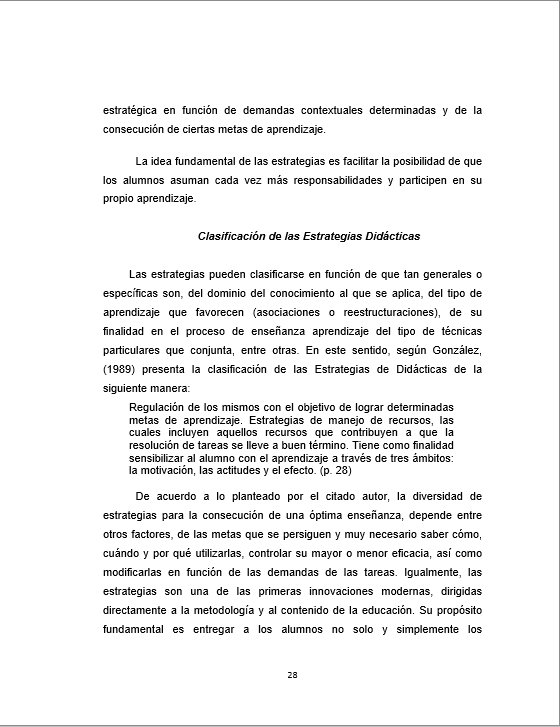 estratégica en función de demandas contextuales determinadas y de la
consecución de ciertas metas de aprendizaje.
La idea fundamental de las estrategias es facilitar la posibilidad de que
los alumnos asuman cada vez más responsabilidades y participen en su
propio aprendizaje.
Clasificación de las Estrategias Didácticas
Las estrategias pueden clasificarse en función de que tan generales o
específicas son, del dominio del conocimiento al que se aplica, del tipo de
aprendizaje que favorecen (asociaciones o reestructuraciones), de su
finalidad en el proceso de enseñanza aprendizaje del tipo de técnicas
particulares que conjunta, entre otras. En este sentido, según González,
(1989) presenta la clasificación de las Estrategias de Didácticas de la
siguiente manera:
Regulación de los mismos con el objetivo de lograr determinadas
metas de aprendizaje. Estrategias de manejo de recursos, las
cuales incluyen aquellos recursos que contribuyen a que la
resolución de tareas se lleve a buen término. Tiene como finalidad
sensibilizar al alumno con el aprendizaje a través de tres ámbitos:
la motivación, las actitudes y el efecto. (p. 28)
De acuerdo a lo planteado por el citado autor, la diversidad de
estrategias para la consecución de una óptima enseñanza, depende entre
otros factores, de las metas que se persiguen y muy necesario saber cómo,
cuándo y por qué utilizarlas, controlar su mayor o menor eficacia, así como
modificarlas en función de las demandas de las tareas. Igualmente, las
estrategias son una de las primeras innovaciones modernas, dirigidas
directamente a la metodología y al contenido de la educación. Su propósito
fundamental es entregar a los alumnos no solo y simplemente los
28